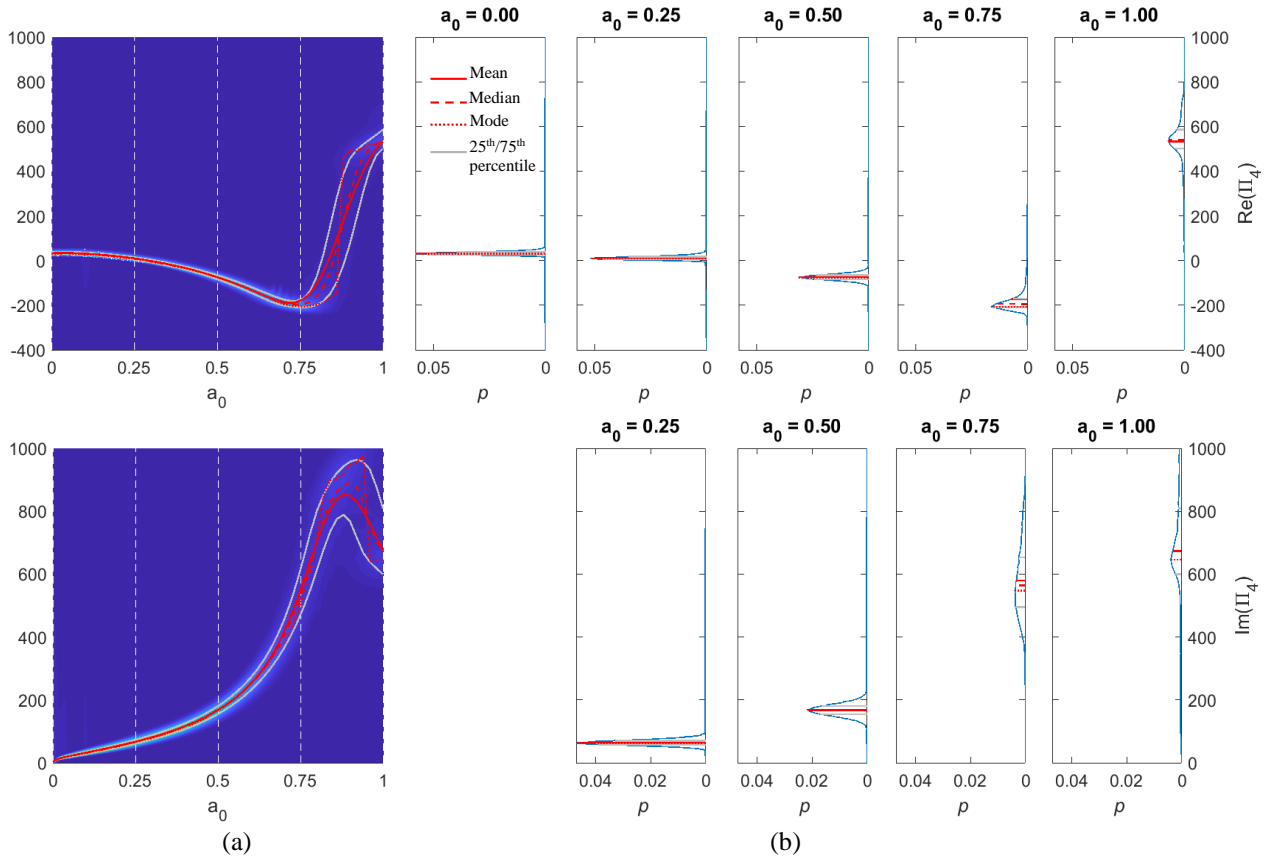 a0 = 0.00 a0 = 0.25 a0 = 0.50 a0 = 0.75 a0 = 1.00
1000 1000
800 800
600 600
400 400
200 200
0 0
-200 -200
-400 -400
Mean
Median
Mode
25th/75th
percentile
Re(Π4)
0 0.25 0.5 0.75 1 0.05 0 0.05 0 0.05 0 0.05 0 0.05 0
a0 p p p p p
a0 = 0.25 a0 = 0.50 a0 = 0.75 a0 = 1.00
1000 1000
800 800
600 600
400 400
200 200
0 0
Im(Π4)
0 0.25 0.5 0.75 1 0.04 0.02 0 0.04 0.02 0 0.04 0.02 0 0.04 0.02 0
a0 p p p p
(a) (b)